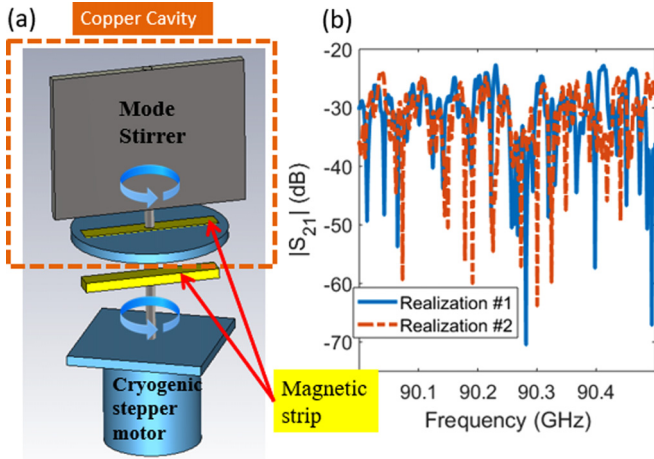 (a)
Copper Cavity
Mode
Stirrer
Cryogenic
stepper
motor
Magnetic
strip
(b)
|S21| (dB)
-20
-30
-40
-50
-60
-70
Realization #1
Realization #2
90.1
90.2
90.3
90.4
Frequency (GHz)